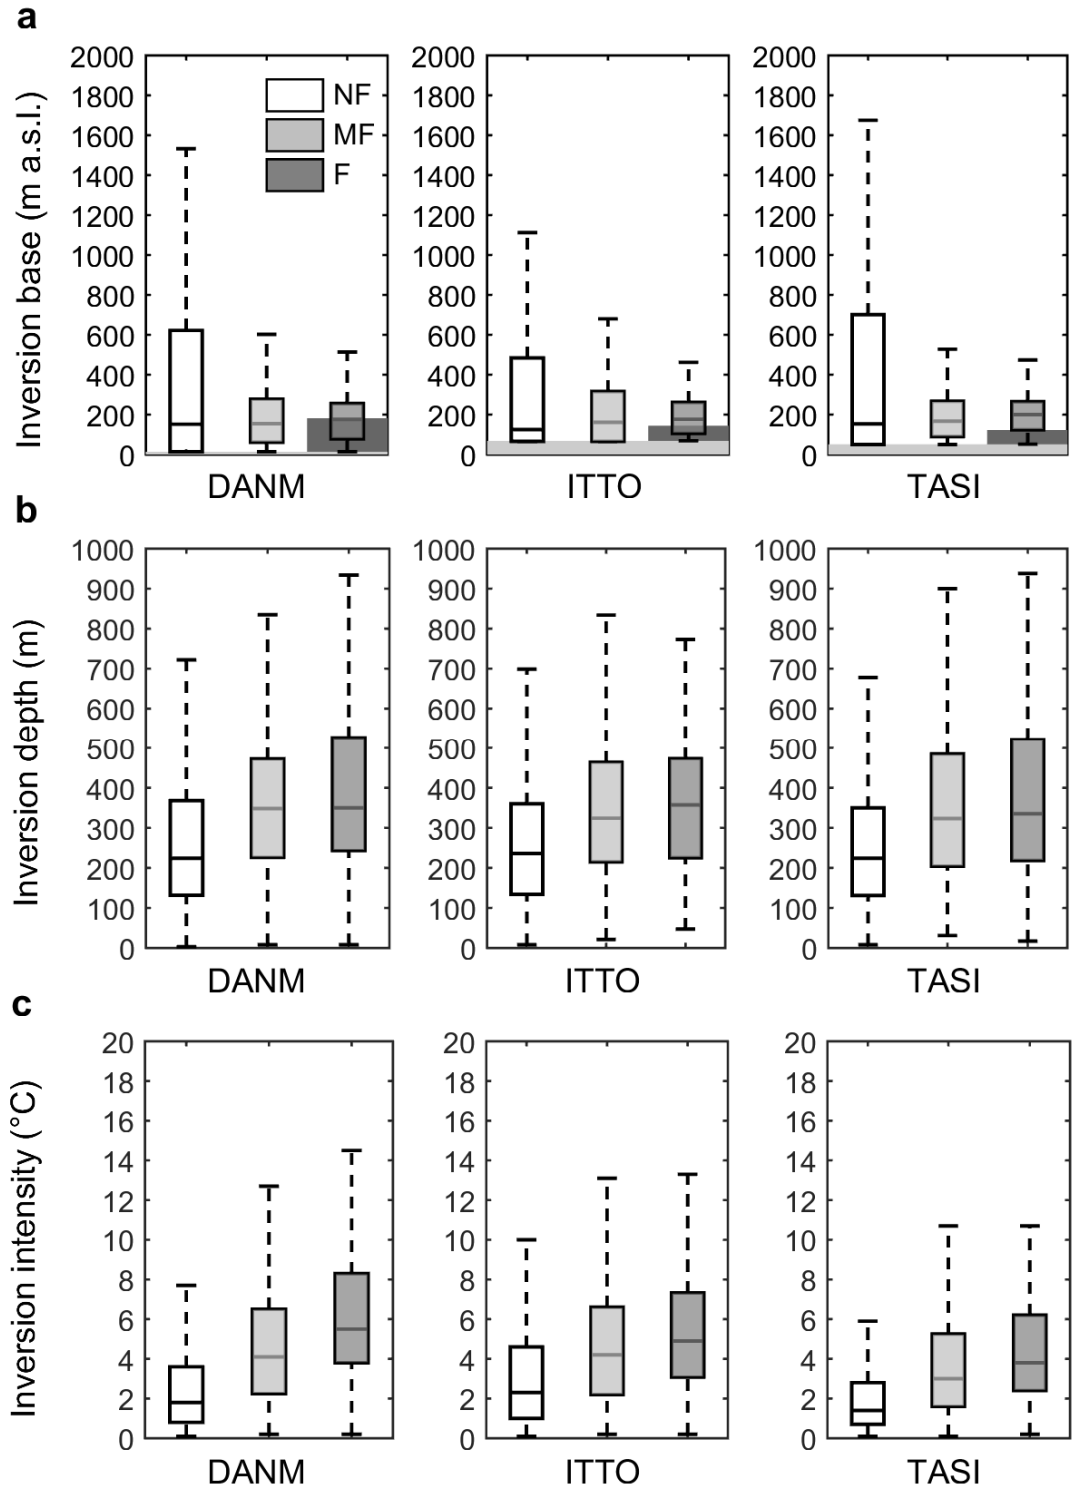 a
Inversion base (m a.s.l.)
2000 2000 2000
1800 1800 1800
1600 1600 1600
1400 1400 1400
1200 1200 1200
1000 1000 1000
800 800 800
600 600 600
400 400 400
200 200 200
0 0 0
NF
MF
F
DANM ITTO TASI
b
Inversion depth (m)
1000 1000 1000
900 900 900
800 800 800
700 700 700
600 600 600
500 500 500
400 400 400
300 300 300
200 200 200
100 100 100
0 0 0
DANM ITTO TASI
c
Inversion intensity (°C)
20 20 20
18 18 18
16 16 16
14 14 14
12 12 12
10 10 10
8 8 8
6 6 6
4 4 4
2 2 2
0 0 0
DANM ITTO TASI